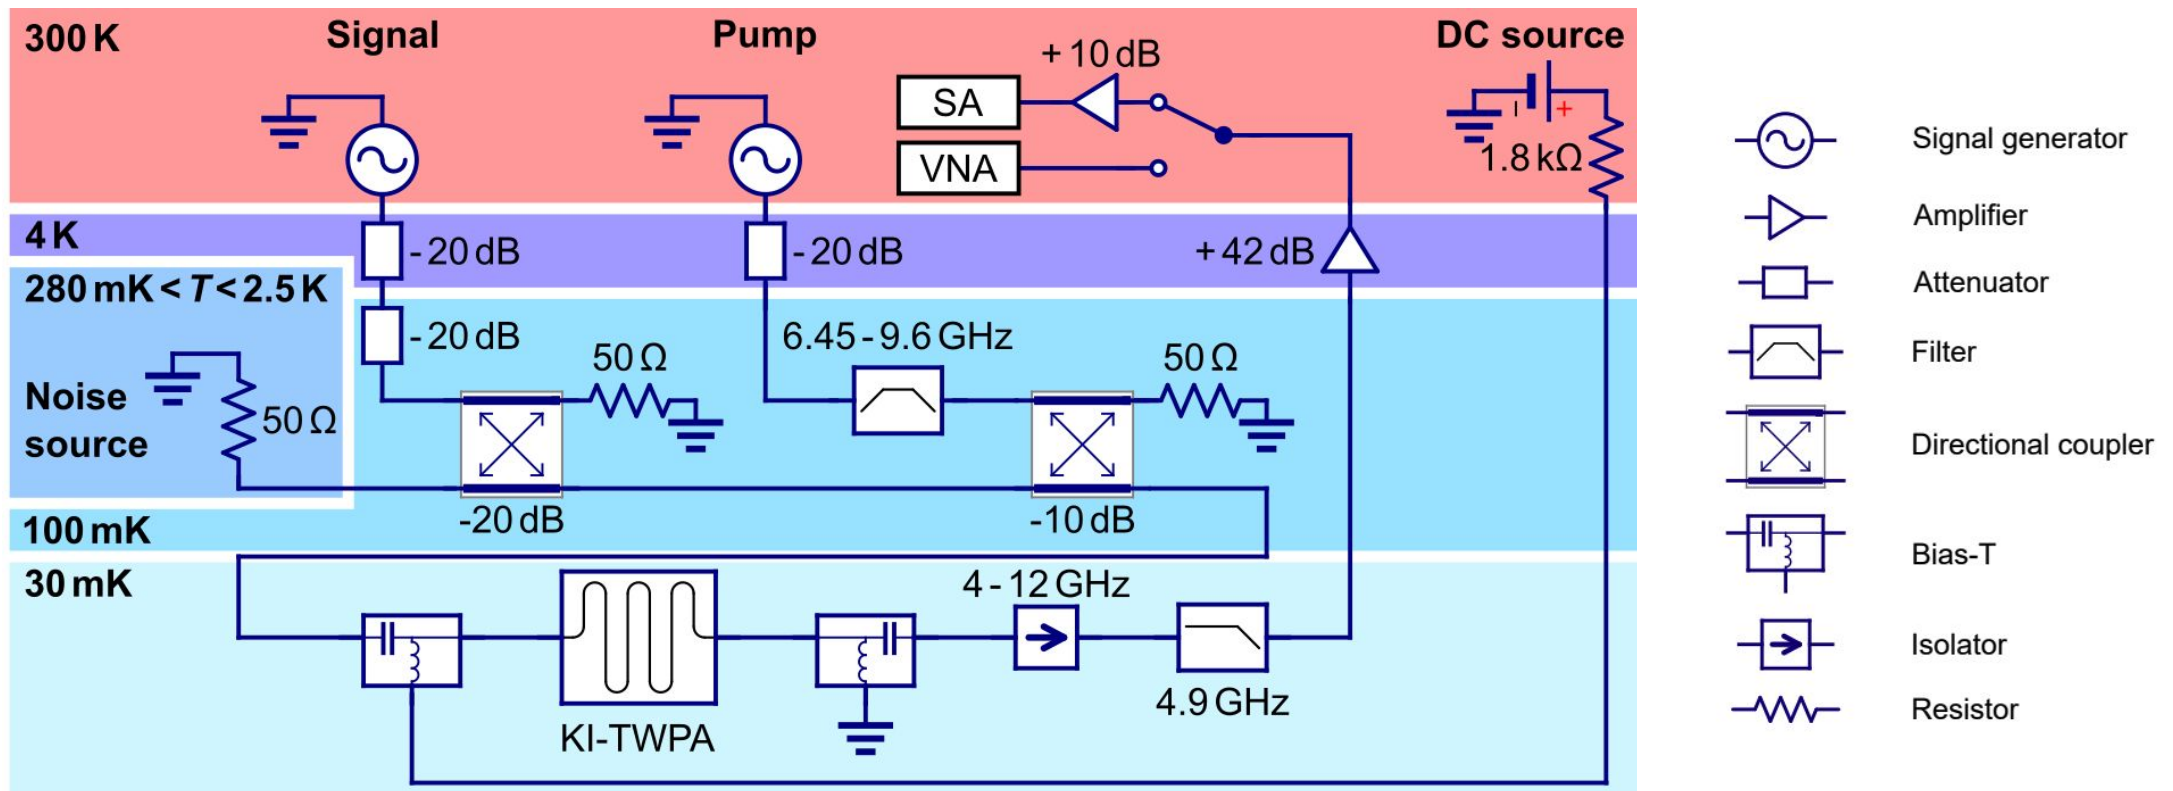 300 K
Signal
Pump
+ 10 dB
DC source
SA
VNA
- +
1.8 kΩ
4 K
- 20 dB
- 20 dB
+ 42 dB
280 mK < T < 2.5 K
- 20 dB
6.45 - 9.6 GHz
50 Ω
50 Ω
Noise
source
50 Ω
-20 dB
-10 dB
100 mK
30 mK
4 - 12 GHz
4.9 GHz
KI-TWPA
Signal generator
Amplifier
Attenuator
Filter
Directional coupler
Bias-T
Isolator
Resistor